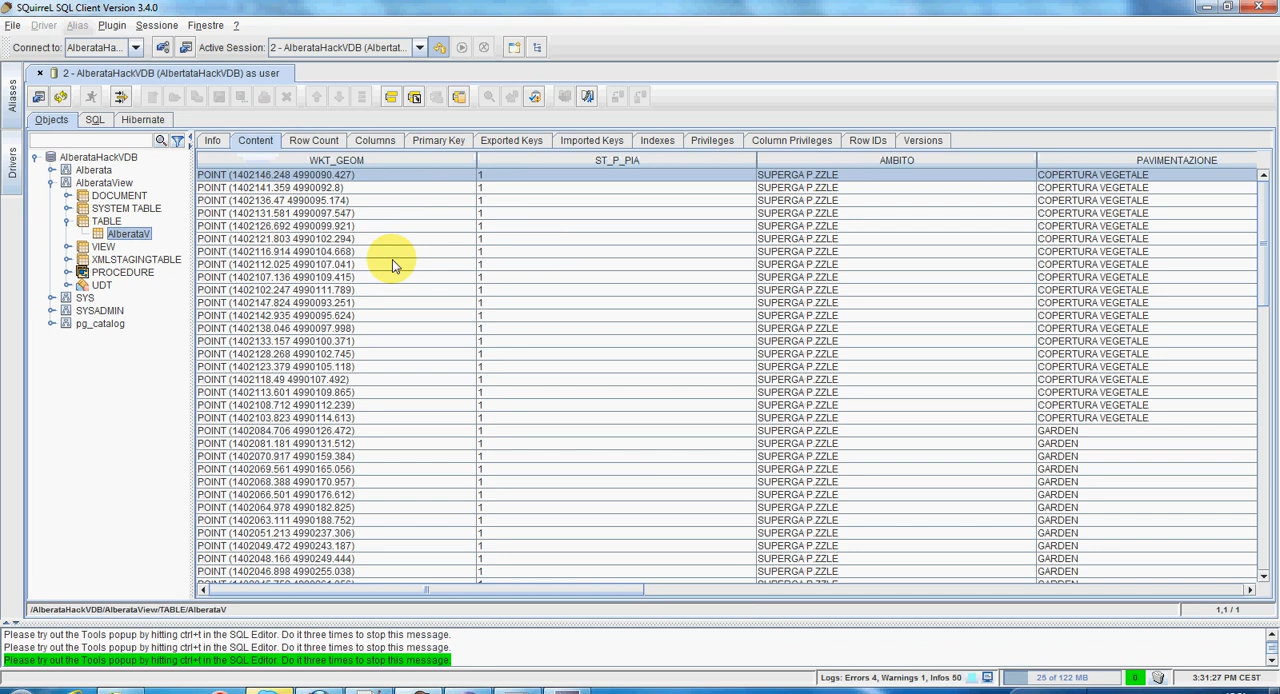 SQuirreL SQL Client Version 3.4.0
File Driver Alias Plugin Sessione Finestre ?
Connect to: AlberataHa... Active Session: 2 - AlberataHackVDB (Albertat...
2 - AlberataHackVDB (AlbertataHackVDB) as user
Aliases
Drivers
Objects SQL Hibernate
AlberataHackVDB
Alberata
AlberataView
DOCUMENT
SYSTEM TABLE
TABLE
AlberataV
VIEW
XMLSTAGINGTABLE
PROCEDURE
UDT
SYS
SYSADMIN
pg_catalog
Info Content Row Count Columns Primary Key Exported Keys Imported Keys Indexes Privileges Column Privileges Row IDs Versions
WKT_GEOM ST_P_PIA AMBITO PAVIMENTAZIONE
POINT (1402146.248 4990090.427) 1 SUPERGA P.ZZLE COPERTURA VEGETALE
POINT (1402141.359 4990092.8) 1 SUPERGA P.ZZLE COPERTURA VEGETALE
POINT (1402136.47 4990095.174) 1 SUPERGA P.ZZLE COPERTURA VEGETALE
POINT (1402131.581 4990097.547) 1 SUPERGA P.ZZLE COPERTURA VEGETALE
POINT (1402126.692 4990099.921) 1 SUPERGA P.ZZLE COPERTURA VEGETALE
POINT (1402121.803 4990102.294) 1 SUPERGA P.ZZLE COPERTURA VEGETALE
POINT (1402116.914 4990104.668) 1 SUPERGA P.ZZLE COPERTURA VEGETALE
POINT (1402112.025 4990107.041) 1 SUPERGA P.ZZLE COPERTURA VEGETALE
POINT (1402107.136 4990109.415) 1 SUPERGA P.ZZLE COPERTURA VEGETALE
POINT (1402102.247 4990111.789) 1 SUPERGA P.ZZLE COPERTURA VEGETALE
POINT (1402147.824 4990093.251) 1 SUPERGA P.ZZLE COPERTURA VEGETALE
POINT (1402142.935 4990095.624) 1 SUPERGA P.ZZLE COPERTURA VEGETALE
POINT (1402138.046 4990097.998) 1 SUPERGA P.ZZLE COPERTURA VEGETALE
POINT (1402133.157 4990100.371) 1 SUPERGA P.ZZLE COPERTURA VEGETALE
POINT (1402128.268 4990102.745) 1 SUPERGA P.ZZLE COPERTURA VEGETALE
POINT (1402123.379 4990105.118) 1 SUPERGA P.ZZLE COPERTURA VEGETALE
POINT (1402118.49 4990107.492) 1 SUPERGA P.ZZLE COPERTURA VEGETALE
POINT (1402113.601 4990109.865) 1 SUPERGA P.ZZLE COPERTURA VEGETALE
POINT (1402108.712 4990112.239) 1 SUPERGA P.ZZLE COPERTURA VEGETALE
POINT (1402103.823 4990114.613) 1 SUPERGA P.ZZLE COPERTURA VEGETALE
POINT (1402084.706 4990126.472) 1 SUPERGA P.ZZLE GARDEN
POINT (1402081.181 4990131.512) 1 SUPERGA P.ZZLE GARDEN
POINT (1402070.917 4990159.384) 1 SUPERGA P.ZZLE GARDEN
POINT (1402069.561 4990165.056) 1 SUPERGA P.ZZLE GARDEN
POINT (1402068.388 4990170.957) 1 SUPERGA P.ZZLE GARDEN
POINT (1402066.501 4990176.612) 1 SUPERGA P.ZZLE GARDEN
POINT (1402064.978 4990182.825) 1 SUPERGA P.ZZLE GARDEN
POINT (1402063.111 4990188.752) 1 SUPERGA P.ZZLE GARDEN
POINT (1402051.213 4990237.306) 1 SUPERGA P.ZZLE GARDEN
POINT (1402049.472 4990243.187) 1 SUPERGA P.ZZLE GARDEN
POINT (1402048.166 4990249.444) 1 SUPERGA P.ZZLE GARDEN
POINT (1402046.898 4990255.038) 1 SUPERGA P.ZZLE GARDEN
/AlberataHackVDB/AlberataView/TABLE/AlberataV 1,1 / 1
Please try out the Tools popup by hitting ctrl+t in the SQL Editor. Do it three times to stop this message.
Please try out the Tools popup by hitting ctrl+t in the SQL Editor. Do it three times to stop this message.
Please try out the Tools popup by hitting ctrl+t in the SQL Editor. Do it three times to stop this message.
Logs: Errors 4, Warnings 1, Infos 50 25 of 122 MB 0 3:31:27 PM CEST